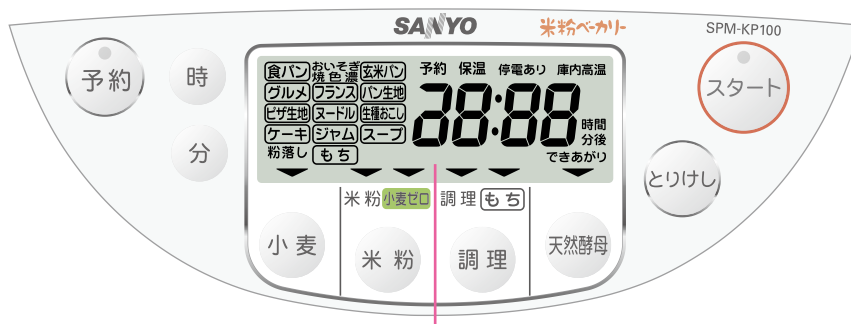 SANYO 米粉ベーカリー
SPM-KP100
予約
時
分
食パン おいそぎ 焼色濃 玄米パン
グルメ フランス パン生地
ピザ生地 ヌードル 生種おこし
ケーキ ジャム スープ
粉落し もち
予約 保温 停電あり 庫内高温
28:88
時間
分後
できあがり
スタート
とりけし
米粉 小麦ゼロ 調理 もち
小麦
米粉
調理
天然酵母